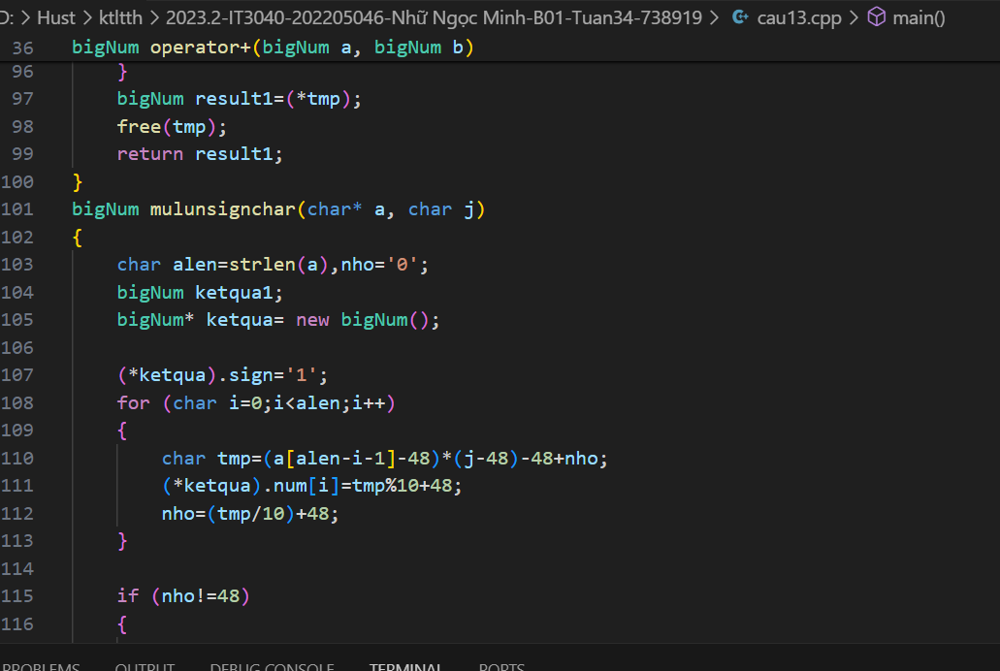 D: > Hust > ktltth > 2023.2-IT3040-202205046-Nhữ Ngọc Minh-B01-Tuan34-738919 > cau13.cpp > main()
36 bigNum operator+(bigNum a, bigNum b)
96 }
97 bigNum result1=(*tmp);
98 free(tmp);
99 return result1;
100 }
101 bigNum mulunsignchar(char* a, char j)
102 {
103 char alen=strlen(a),nho='0';
104 bigNum ketqua1;
105 bigNum* ketqua= new bigNum();
106
107 (*ketqua).sign='1';
108 for (char i=0;i<alen;i++)
109 {
110 char tmp=(a[alen-i-1]-48)*(j-48)-48+nho;
111 (*ketqua).num[i]=tmp%10+48;
112 nho=(tmp/10)+48;
113 }
114
115 if (nho!=48)
116 {
PROBLEMS OUTPUT DEBUG CONSOLE TERMINAL PORTS